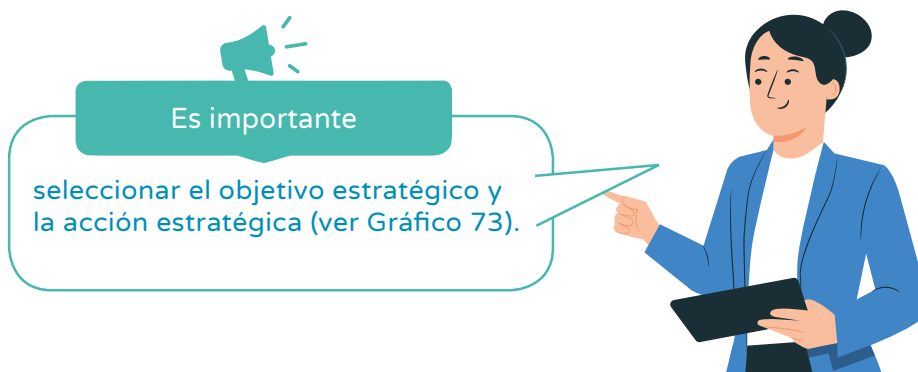 Es importante
seleccionar el objetivo estratégico y
la acción estratégica (ver Gráfico 73).